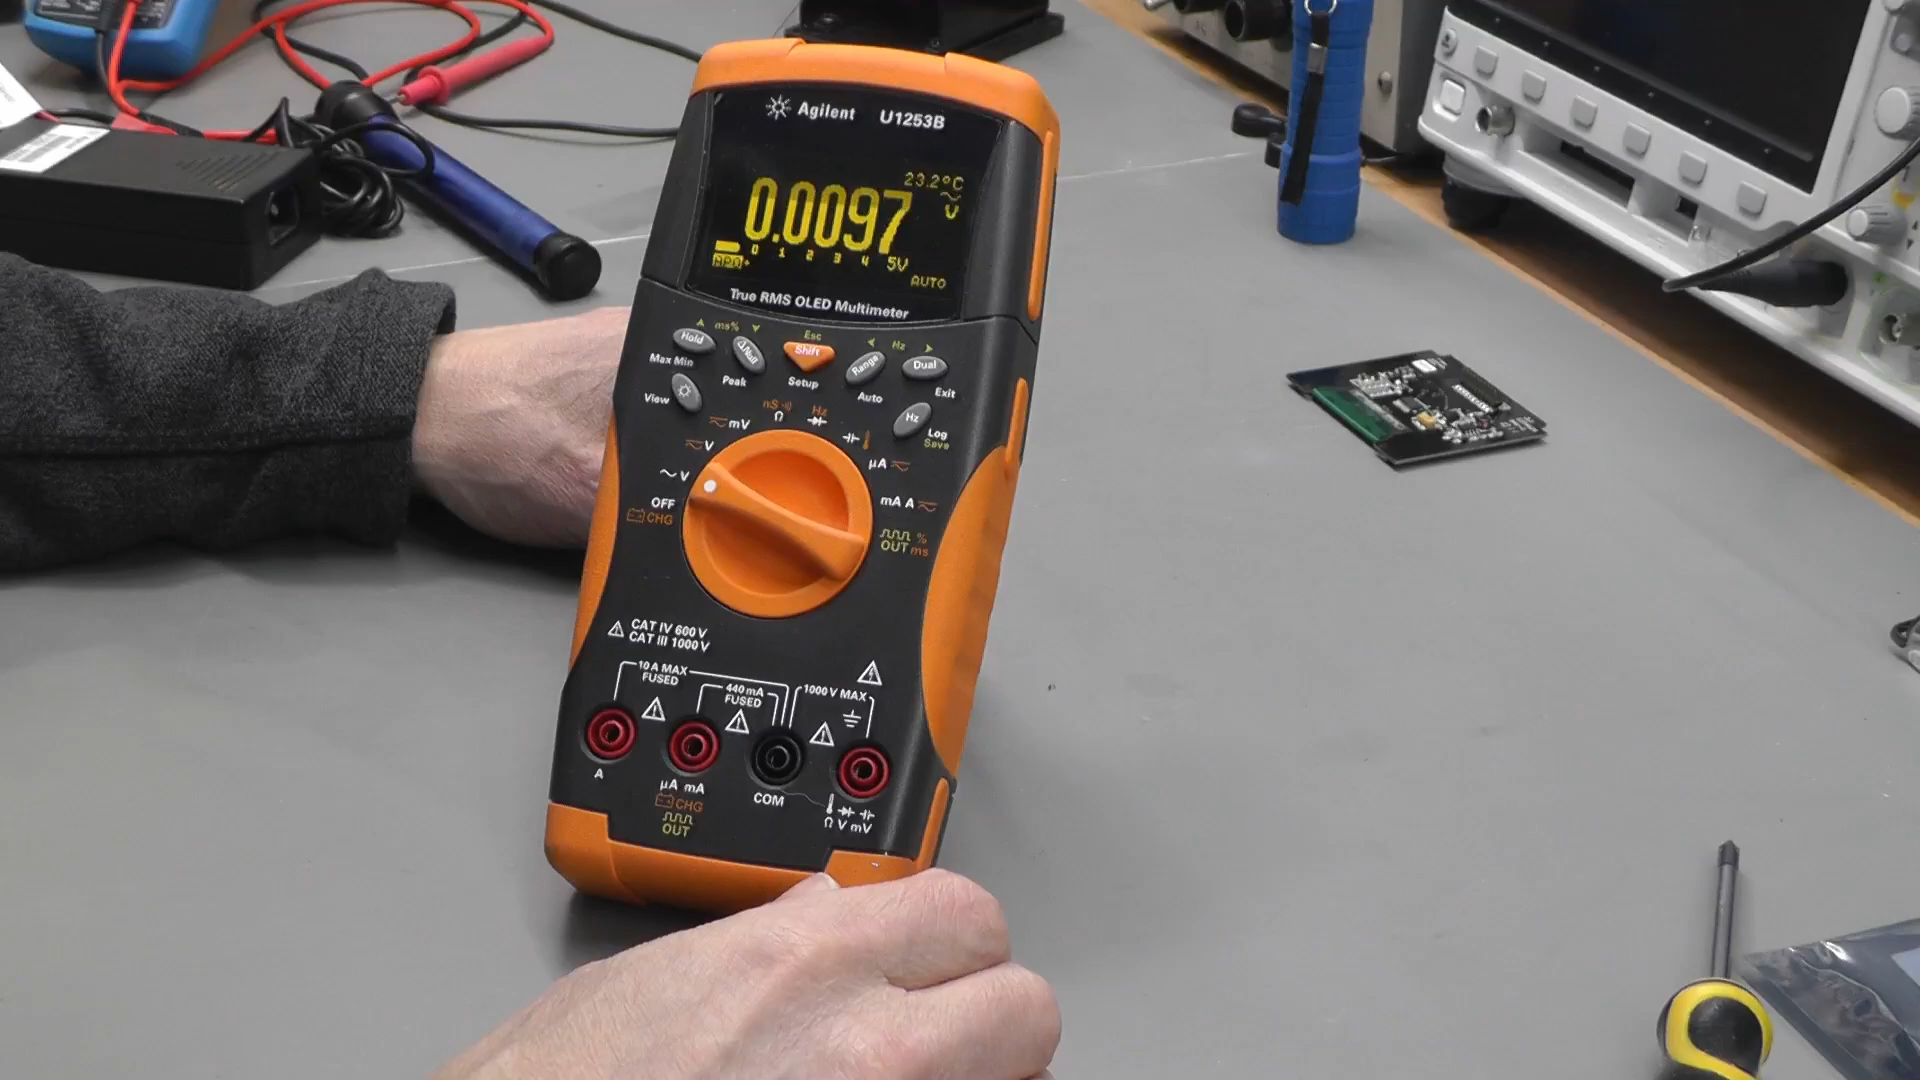 Agilent U1253B
23.2°C
0.0097 V
0 1 2 3 4 5V
APO
AUTO
True RMS OLED Multimeter
ms% Esc Hz
Hold ΔNull Shift Range Dual
Max Min Peak Setup Auto Exit
View Hz
Log
Save
nS Ω Hz
mV
V
~ V
OFF
CHG
µA
mA A
OUT % ms
CAT IV 600 V
CAT III 1000 V
10 A MAX
FUSED
440 mA
FUSED
1000 V MAX
A
µA mA
CHG
OUT
COM
Ω V mV